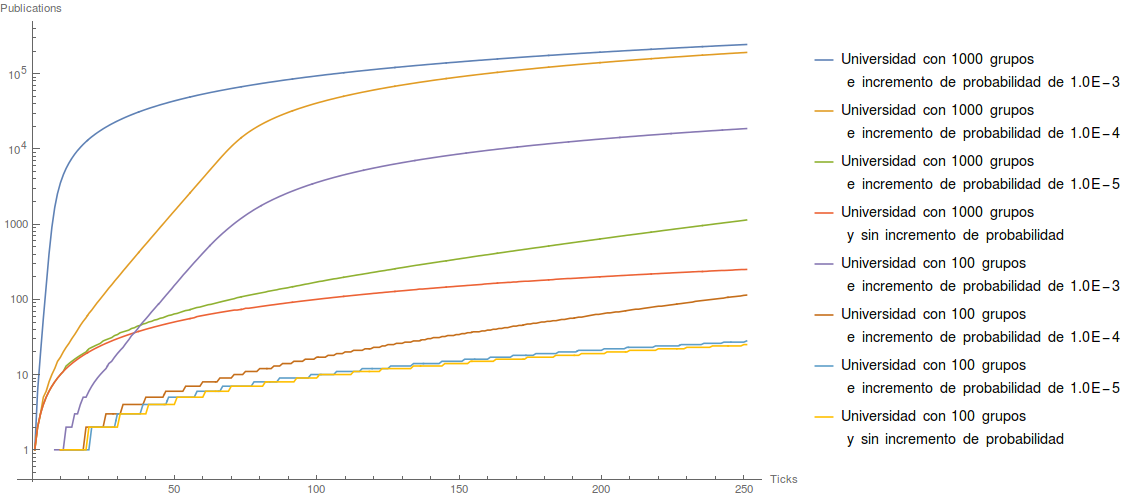 Publications
10^5
10^4
1000
100
10
1
50
100
150
200
250
Ticks
Universidad con 1000 grupos
e incremento de probabilidad de 1.0E-3
Universidad con 1000 grupos
e incremento de probabilidad de 1.0E-4
Universidad con 1000 grupos
e incremento de probabilidad de 1.0E-5
Universidad con 1000 grupos
y sin incremento de probabilidad
Universidad con 100 grupos
e incremento de probabilidad de 1.0E-3
Universidad con 100 grupos
e incremento de probabilidad de 1.0E-4
Universidad con 100 grupos
e incremento de probabilidad de 1.0E-5
Universidad con 100 grupos
y sin incremento de probabilidad